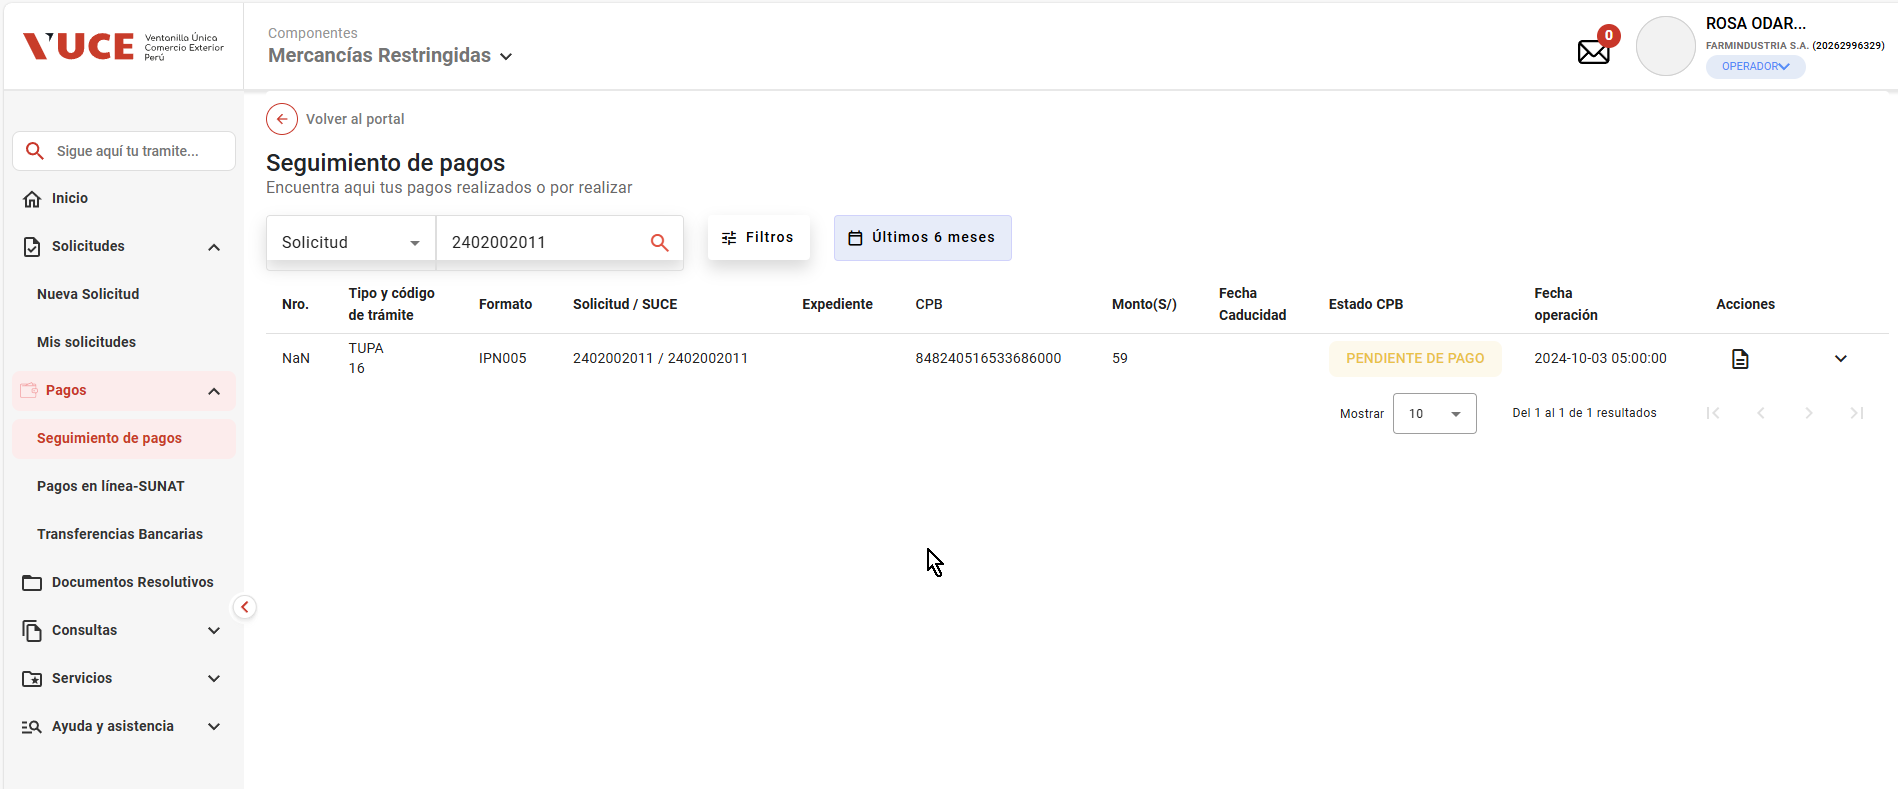 VUCE
Ventanilla Única
Comercio Exterior
Perú
Componentes
Mercancías Restringidas
0
ROSA ODAR...
FARMINDUSTRIA S.A. (20262996329)
OPERADOR
Sigue aquí tu tramite...
Inicio
Solicitudes
Nueva Solicitud
Mis solicitudes
Pagos
Seguimiento de pagos
Pagos en línea-SUNAT
Transferencias Bancarias
Documentos Resolutivos
Consultas
Servicios
Ayuda y asistencia
Volver al portal
Seguimiento de pagos
Encuentra aqui tus pagos realizados o por realizar
Solicitud 2402002011 Filtros Últimos 6 meses
Nro. Tipo y código de trámite Formato Solicitud / SUCE Expediente CPB Monto(S/) Fecha Caducidad Estado CPB Fecha operación Acciones
NaN TUPA 16 IPN005 2402002011 / 2402002011 848240516533686000 59 PENDIENTE DE PAGO 2024-10-03 05:00:00
Mostrar 10 Del 1 al 1 de 1 resultados